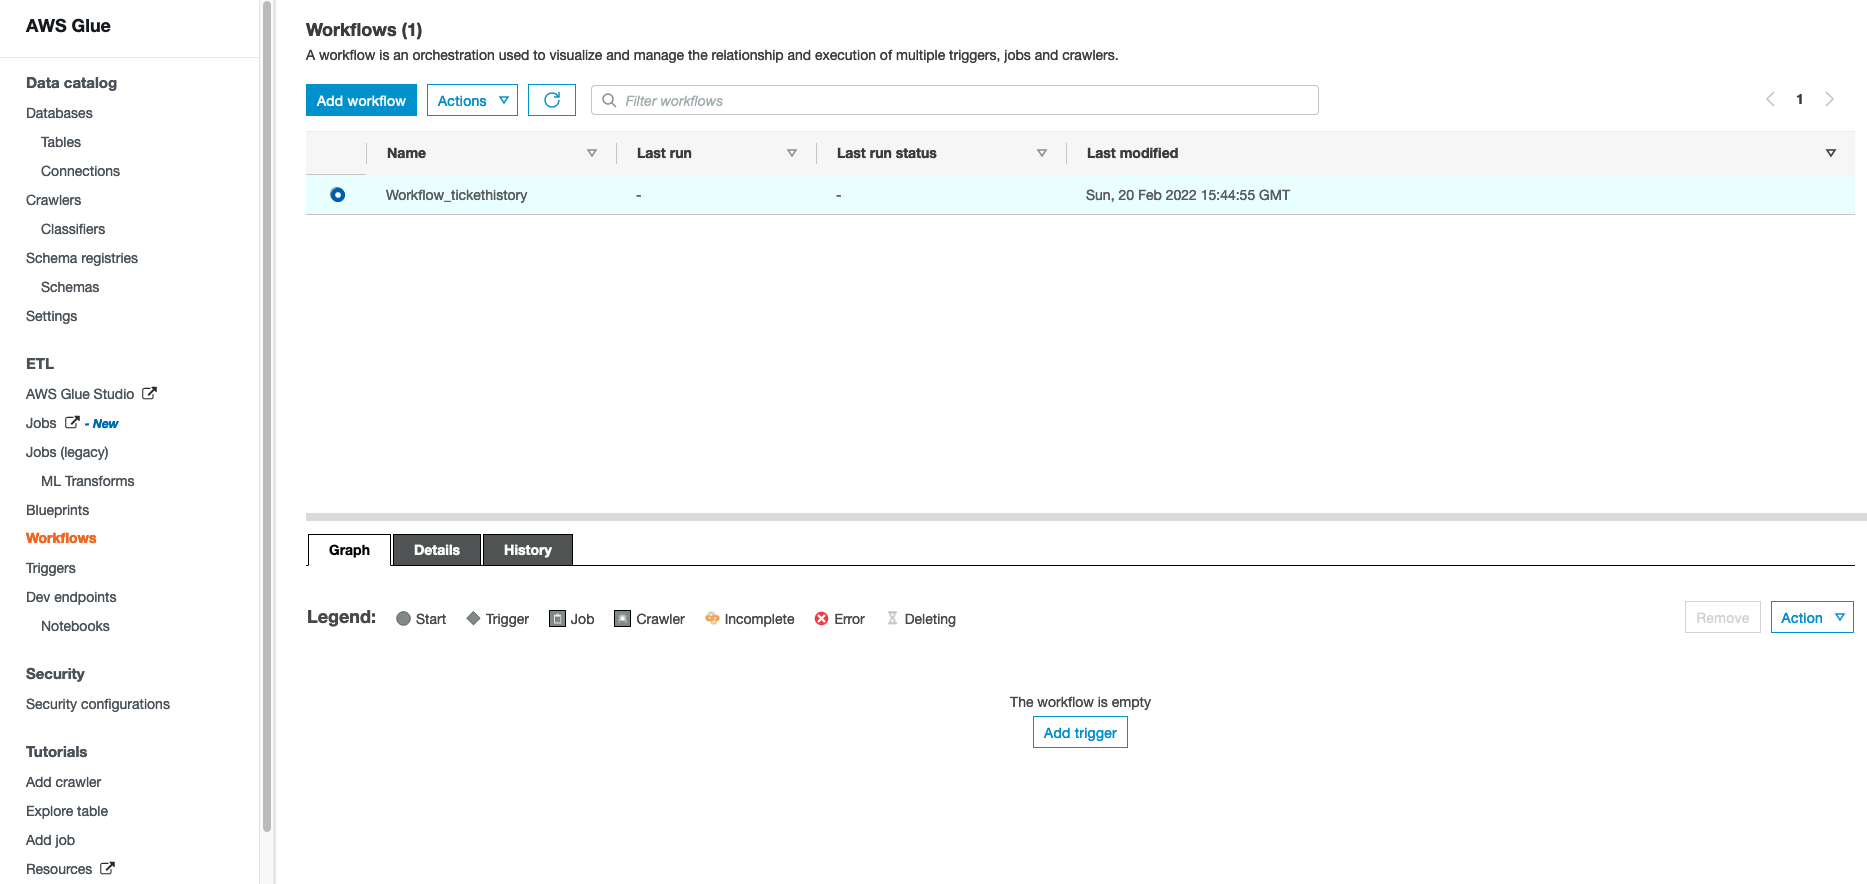 AWS Glue
Data catalog
Databases
Tables
Connections
Crawlers
Classifiers
Schema registries
Schemas
Settings
ETL
AWS Glue Studio
Jobs - New
Jobs (legacy)
ML Transforms
Blueprints
Workflows
Triggers
Dev endpoints
Notebooks
Security
Security configurations
Tutorials
Add crawler
Explore table
Add job
Resources
Workflows (1)
A workflow is an orchestration used to visualize and manage the relationship and execution of multiple triggers, jobs and crawlers.
Add workflow Actions Filter workflows 1
Name Last run Last run status Last modified
Workflow_tickethistory - - Sun, 20 Feb 2022 15:44:55 GMT
Graph Details History
Legend: Start Trigger Job Crawler Incomplete Error Deleting Remove Action
The workflow is empty
Add trigger